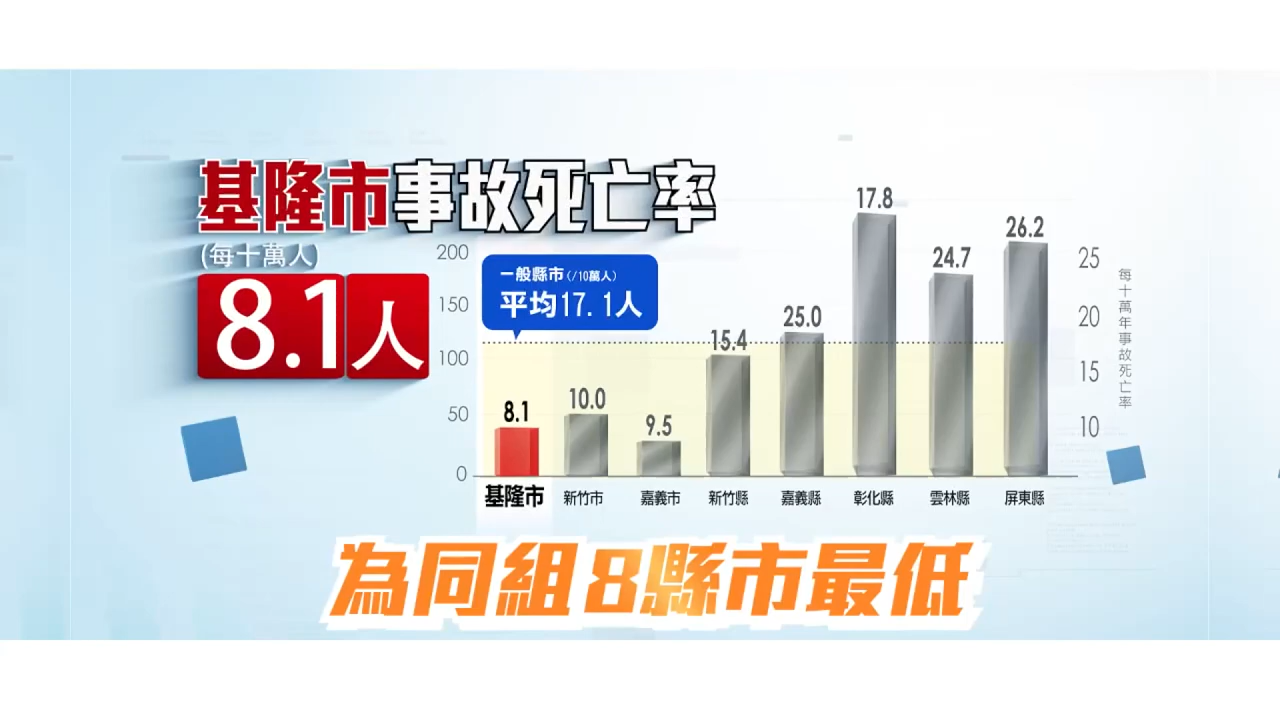 基隆市事故死亡率
(每十萬人)
8.1人
一般縣市(/10萬人)
平均17.1人
200
150
100
50
0
8.1
10.0
9.5
15.4
25.0
17.8
24.7
26.2
基隆市
新竹市
嘉義市
新竹縣
嘉義縣
彰化縣
雲林縣
屏東縣
25
20
15
10
每十萬年事故死亡率
為同組8縣市最低